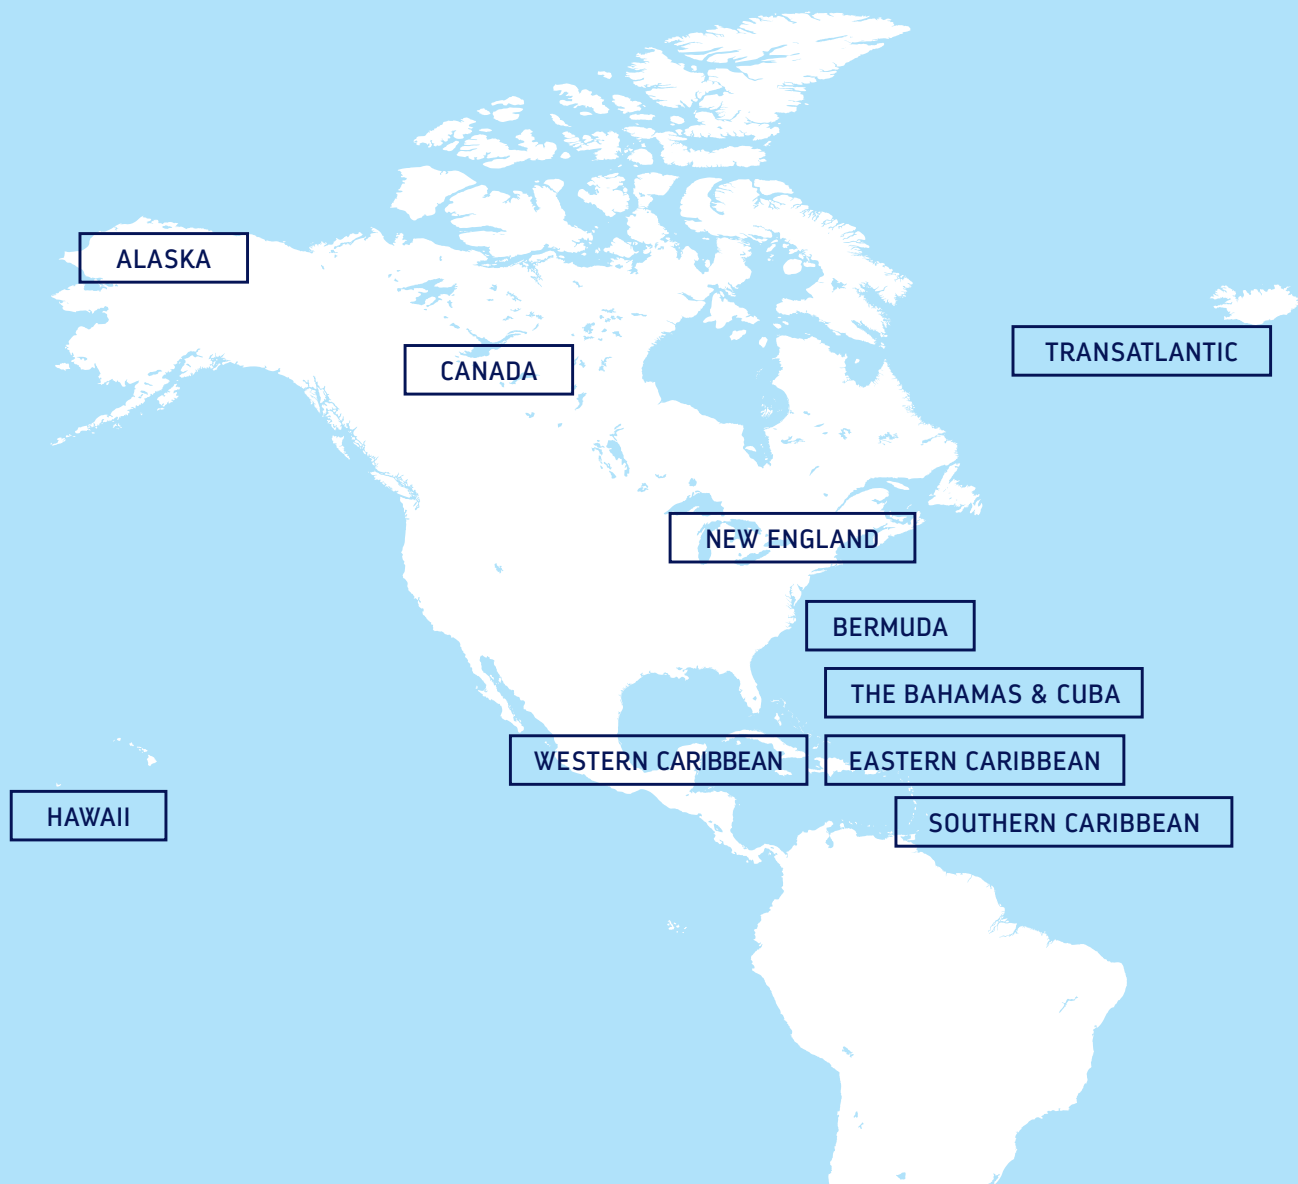 ALASKA
TRANSATLANTIC
CANADA
NEW ENGLAND
BERMUDA
THE BAHAMAS & CUBA
WESTERN CARIBBEAN
EASTERN CARIBBEAN
HAWAII
SOUTHERN CARIBBEAN